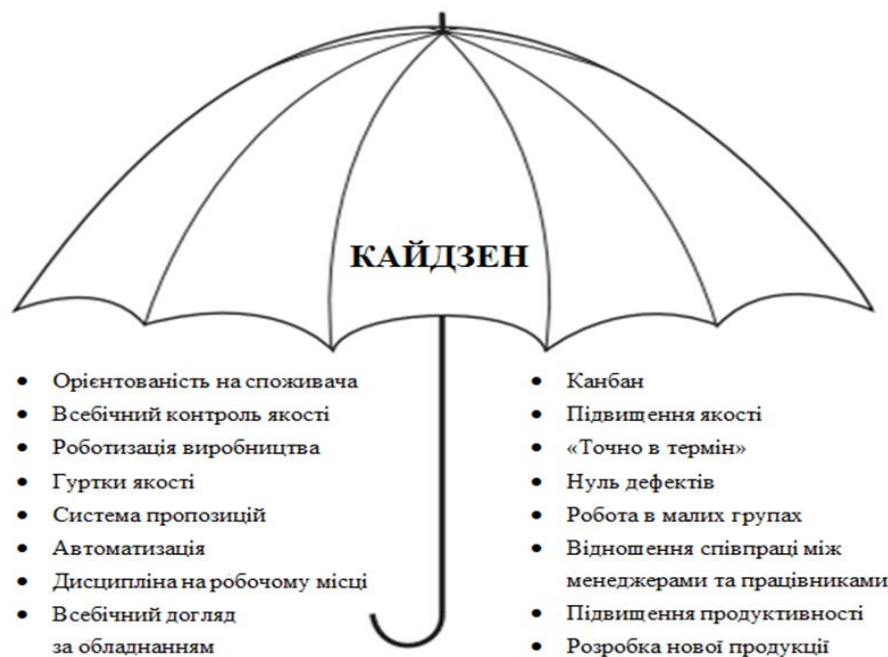 КАЙДЗЕН
• Орієнтованість на споживача
• Всебічний контроль якості
• Роботизація виробництва
• Гуртки якості
• Система пропозицій
• Автоматизація
• Дисципліна на робочому місці
• Всебічний догляд
за обладнанням
• Канбан
• Підвищення якості
• «Точно в термін»
• Нуль дефектів
• Робота в малих групах
• Відношення співпраці між
менеджерами та працівниками
• Підвищення продуктивності
• Розробка нової продукції